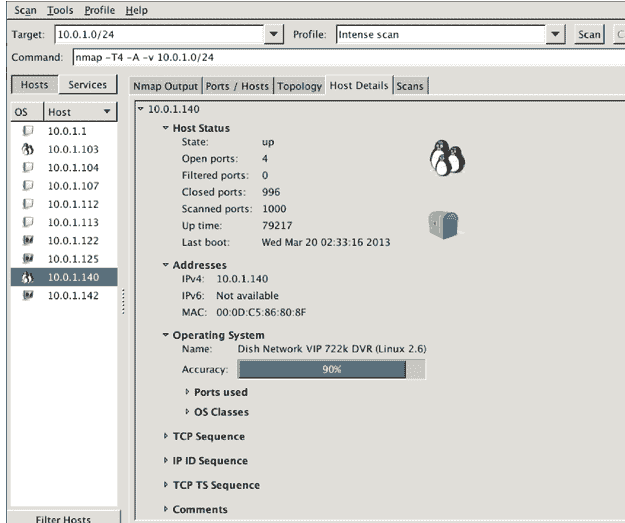 Scan Tools Profile Help
Target: 10.0.1.0/24 Profile: Intense scan Scan C
Command: nmap -T4 -A -v 10.0.1.0/24
Hosts Services
Nmap Output Ports / Hosts Topology Host Details Scans
OS Host
10.0.1.1
10.0.1.103
10.0.1.104
10.0.1.107
10.0.1.112
10.0.1.113
10.0.1.122
10.0.1.125
10.0.1.140
10.0.1.142
Filter Hosts
10.0.1.140
Host Status
State: up
Open ports: 4
Filtered ports: 0
Closed ports: 996
Scanned ports: 1000
Up time: 79217
Last boot: Wed Mar 20 02:33:16 2013
Addresses
IPv4: 10.0.1.140
IPv6: Not available
MAC: 00:0D:C5:86:80:8F
Operating System
Name: Dish Network VIP 722k DVR (Linux 2.6)
Accuracy: 90%
Ports used
OS Classes
TCP Sequence
IP ID Sequence
TCP TS Sequence
Comments